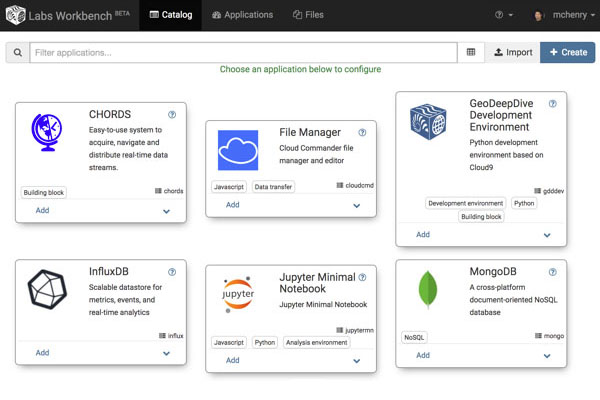 Labs Workbench BETA Catalog Applications Files mchenry
Filter applications... Import Create
Choose an application below to configure
CHORDS
Easy-to-use system to
acquire, navigate and
distribute real-time data
streams.
chords
Building block
Add
File Manager
Cloud Commander file
manager and editor
cloudcmd
Javascript Data transfer
Add
GeoDeepDive
Development
Environment
Python development
environment based on
Cloud9
gdddev
Development environment Python
Building block
Add
InfluxDB
Scalable datastore for
metrics, events, and
real-time analytics
influx
Add
jupyter
Jupyter Minimal
Notebook
Jupyter Minimal Notebook
jupytermn
Javascript Python Analysis environment
Add
MongoDB
A cross-platform
document-oriented NoSQL
database
mongo
NoSQL
Add